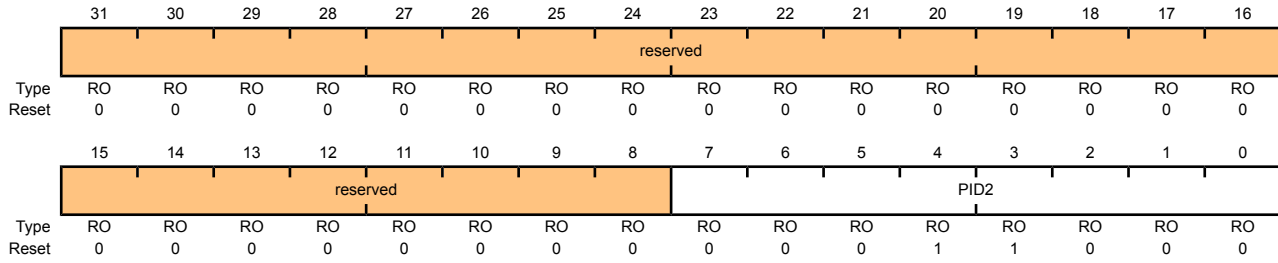 31 30 29 28 27 26 25 24 23 22 21 20 19 18 17 16
reserved
Type RO RO RO RO RO RO RO RO RO RO RO RO RO RO RO RO
Reset 0 0 0 0 0 0 0 0 0 0 0 0 0 0 0 0
15 14 13 12 11 10 9 8 7 6 5 4 3 2 1 0
reserved PID2
Type RO RO RO RO RO RO RO RO RO RO RO RO RO RO RO RO
Reset 0 0 0 0 0 0 0 0 0 0 0 1 1 0 0 0